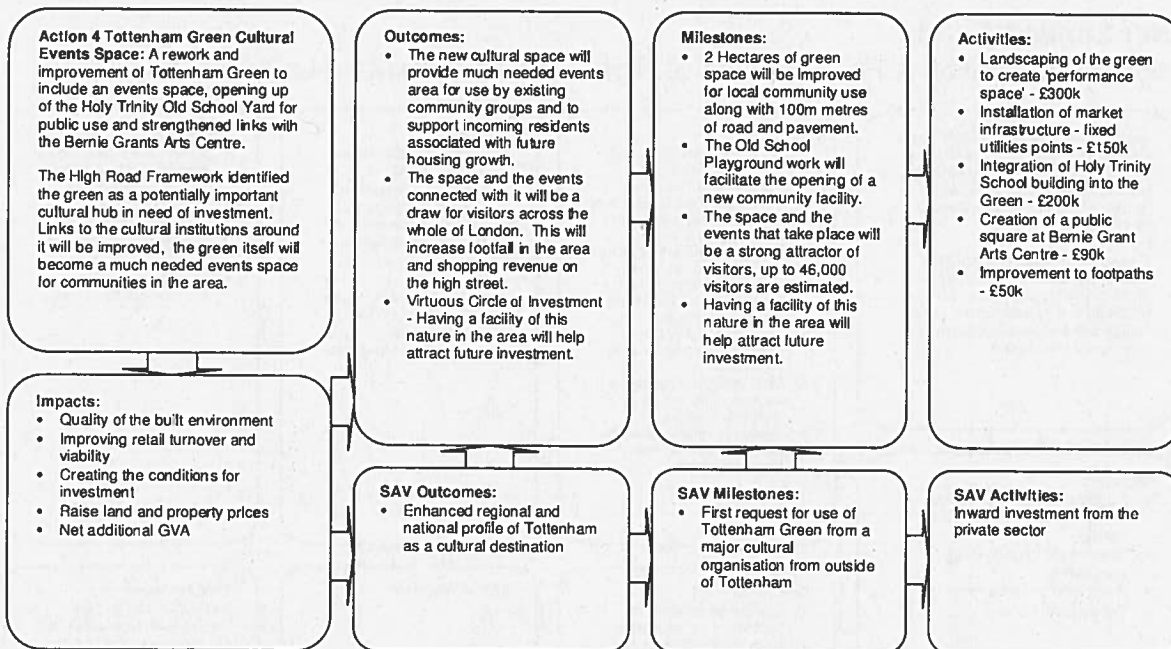 Action 4 Tottenham Green Cultural
Events Space: A rework and
improvement of Tottenham Green to
include an events space, opening up
of the Holy Trinity Old School Yard for
public use and strengthened links with
the Bernie Grants Arts Centre.
The High Road Framework identified
the green as a potentially important
cultural hub in need of investment.
Links to the cultural institutions around
it will be improved, the green itself will
become a much needed events space
for communities in the area.
Impacts:
• Quality of the built environment
• Improving retail turnover and
viability
• Creating the conditions for
investment
• Raise land and property prices
• Net additional GVA
Outcomes:
• The new cultural space will
provide much needed events
area for use by existing
community groups and to
support incoming residents
associated with future
housing growth.
• The space and the events
connected with it will be a
draw for visitors across the
whole of London. This will
increase footfall in the area
and shopping revenue on
the high street.
• Virtuous Circle of Investment
- Having a facility of this
nature in the area will help
attract future investment.
SAV Outcomes:
• Enhanced regional and
national profile of Tottenham
as a cultural destination
Milestones:
• 2 Hectares of green
space will be Improved
for local community use
along with 100m metres
of road and pavement.
• The Old School
Playground work will
facilitate the opening of a
new community facility.
• The space and the
events that take place will
be a strong attractor of
visitors, up to 46,000
visitors are estimated.
• Having a facility of this
nature in the area will
help attract future
investment.
SAV Milestones:
• First request for use of
Tottenham Green from a
major cultural
organisation from outside
of Tottenham
Activities:
• Landscaping of the green
to create 'performance
space' - £300k
• Installation of market
infrastructure - fixed
utilities points - £150k
• Integration of Holy Trinity
School building into the
Green - £200k
• Creation of a public
square at Bernie Grant
Arts Centre - £90k
• Improvement to footpaths
- £50k
SAV Activities:
Inward investment from the
private sector